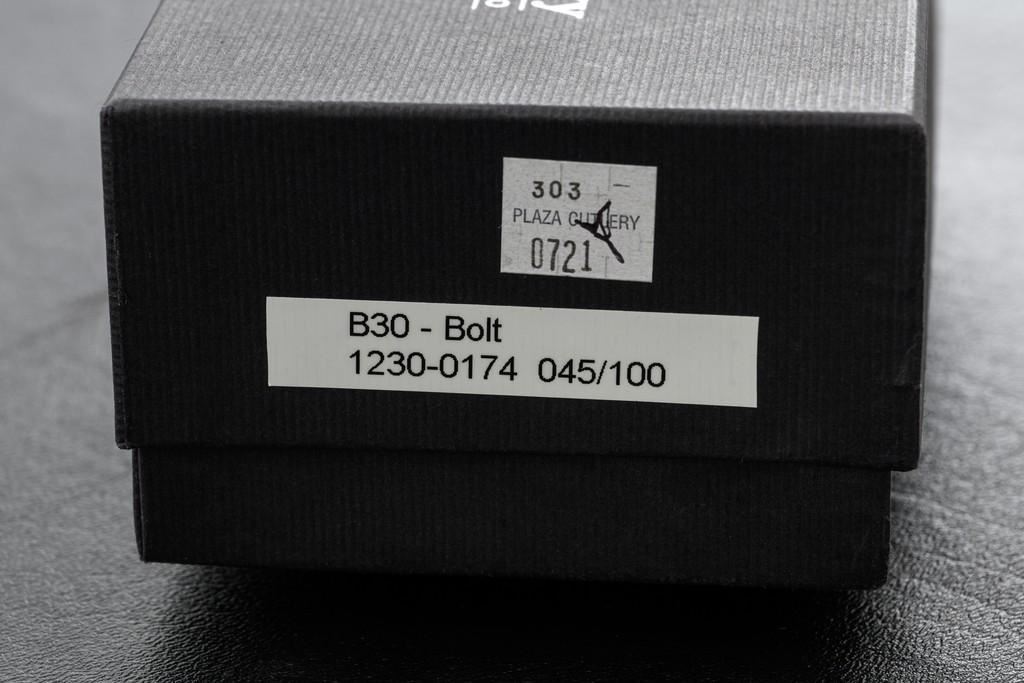 303
PLAZA CUTLERY
0721
B30 - Bolt
1230-0174 045/100